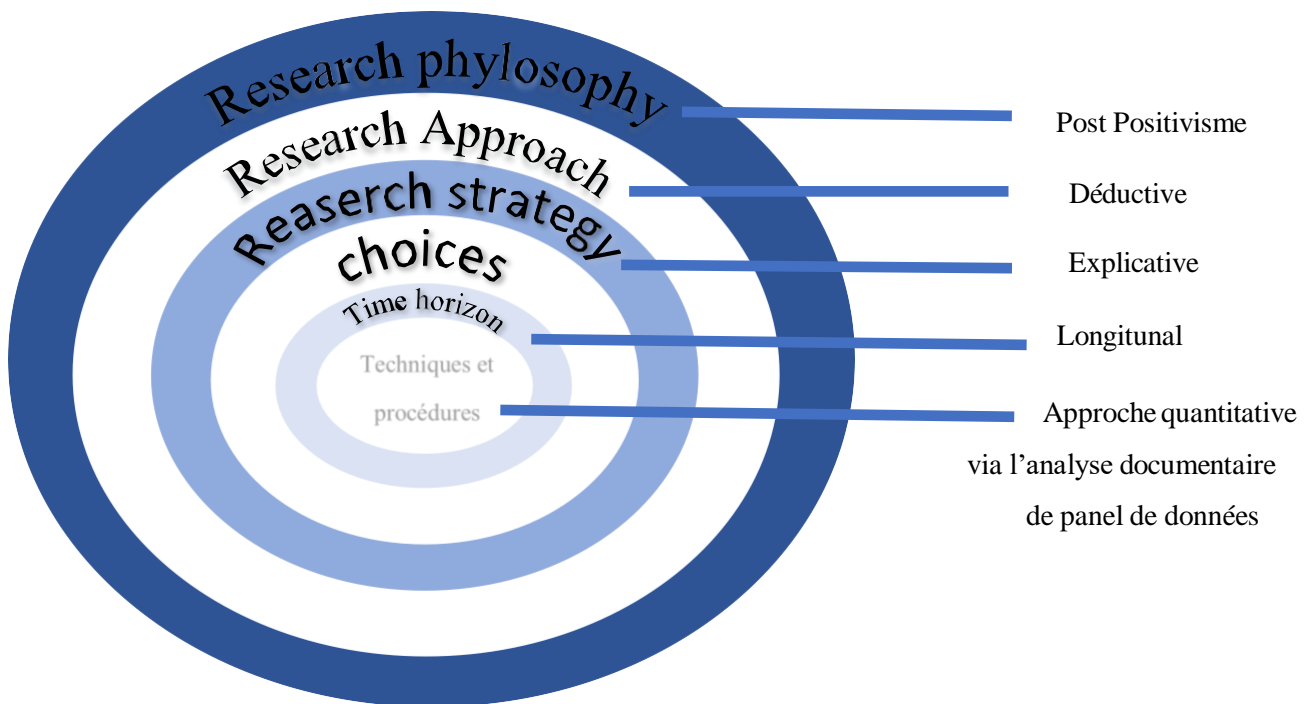 Research phylosophy
Research Approach
Reaserch strategy
choices
Time horizon
Techniques et
procédures
Post Positivisme
Déductive
Explicative
Longitunal
Approche quantitative
via l’analyse documentaire
de panel de données